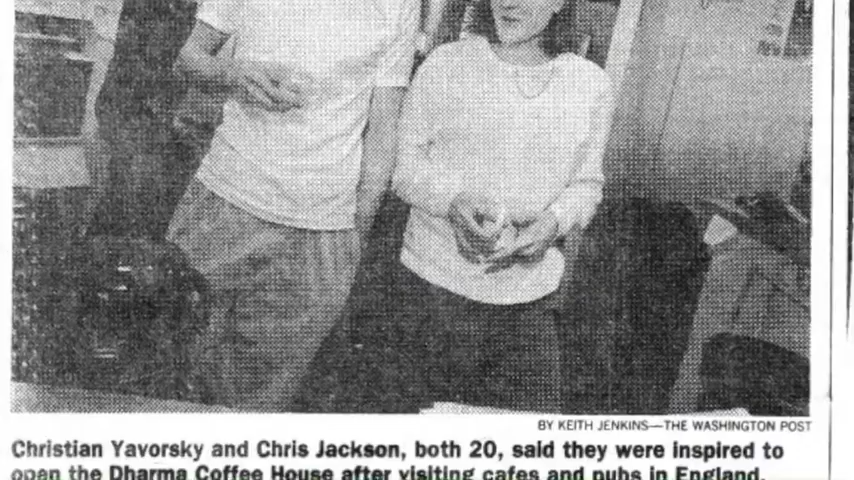 BY KEITH JENKINS—THE WASHINGTON POST
Christian Yavorsky and Chris Jackson, both 20, said they were inspired to
open the Dharma Coffee House after visiting cafes and pubs in England.